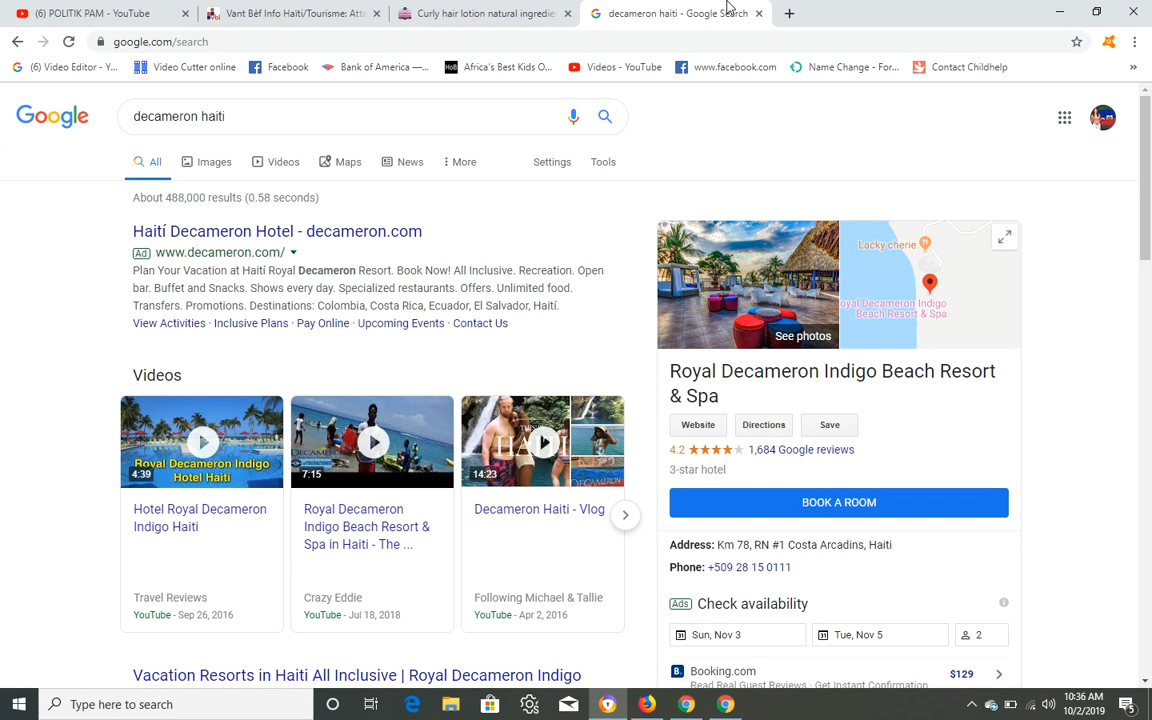 (6) POLITIK PAM - YouTube
Vant Bèf Info Haïti/Tourisme: Atta
Curly hair lotion natural ingredie
decameron haiti - Google Search
google.com/search
(6) Video Editor - Y...
Video Cutter online
Facebook
Bank of America —...
HoB
Africa's Best Kids O...
Videos - YouTube
www.facebook.com
Name Change - For...
Contact Childhelp
»
Google
decameron haiti
All
Images
Videos
Maps
News
More
Settings
Tools
About 488,000 results (0.58 seconds)
Haití Decameron Hotel - decameron.com
Ad www.decameron.com/
Plan Your Vacation at Haití Royal Decameron Resort. Book Now! All Inclusive. Recreation. Open
bar. Buffet and Snacks. Shows every day. Specialized restaurants. Offers. Unlimited food.
Transfers. Promotions. Destinations: Colombia, Costa Rica, Ecuador, El Salvador, Haití.
View Activities · Inclusive Plans · Pay Online · Upcoming Events · Contact Us
Videos
Royal Decameron Indigo
Hotel Haiti
4:39
Hotel Royal Decameron
Indigo Haiti
Travel Reviews
YouTube - Sep 26, 2016
7:15
Royal Decameron
Indigo Beach Resort &
Spa in Haiti - The ...
Crazy Eddie
YouTube - Jul 18, 2018
HAITI
14:23
Decameron Haiti - Vlog
Following Michael & Tallie
YouTube - Apr 2, 2016
Vacation Resorts in Haiti All Inclusive | Royal Decameron Indigo
See photos
Lacky cherie
oyal Decameron Indigo
Beach Resort & Spa
Royal Decameron Indigo Beach Resort
& Spa
Website
Directions
Save
4.2 1,684 Google reviews
3-star hotel
BOOK A ROOM
Address: Km 78, RN #1 Costa Arcadins, Haiti
Phone: +509 28 15 0111
Ads Check availability
Sun, Nov 3
Tue, Nov 5
2
B. Booking.com
$129
Read Real Guest Reviews · Get Instant Confirmation
Type here to search
10:36 AM
10/2/2019
5